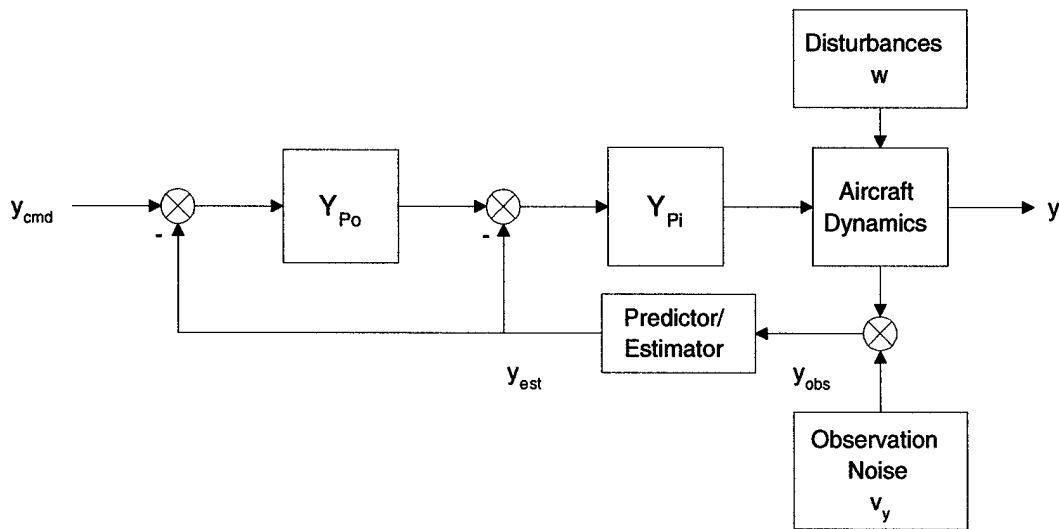 Disturbances
w
y_cmd
-
Y_Po
-
Y_Pi
Aircraft
Dynamics
y
Predictor/
Estimator
y_est
y_obs
Observation
Noise
v_y